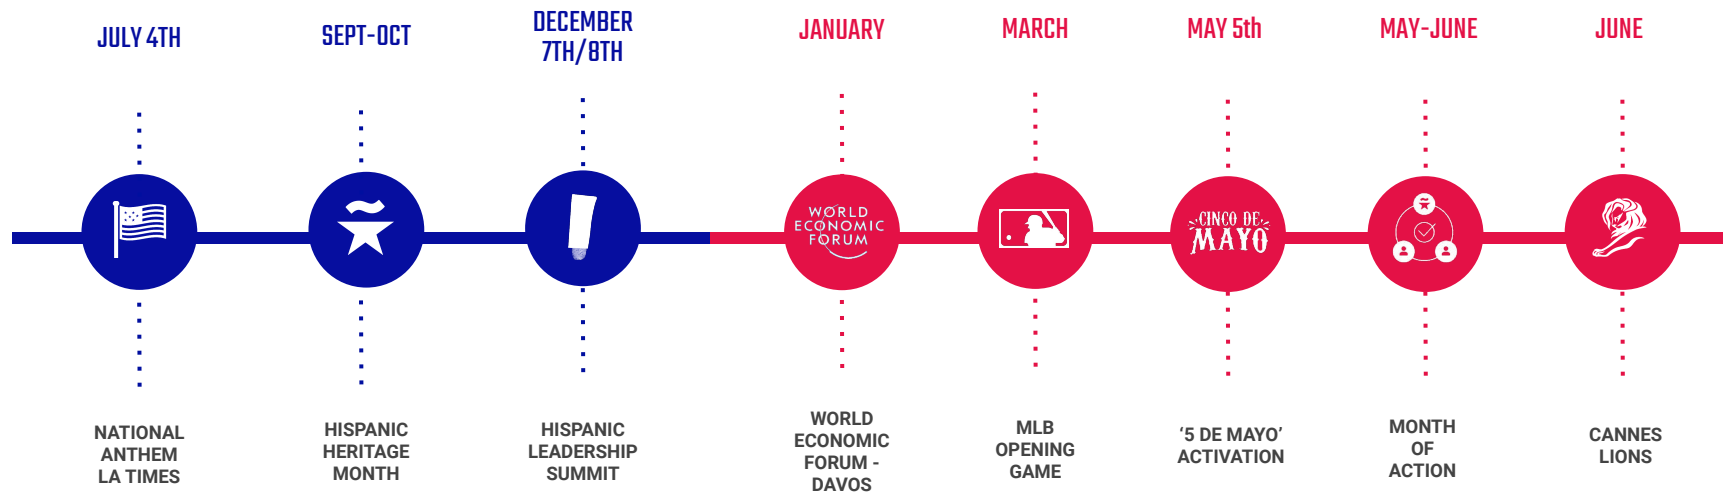 JULY 4TH
SEPT-OCT
DECEMBER
7TH/8TH
JANUARY
MARCH
MAY 5th
MAY-JUNE
JUNE
WORLD
ECONOMIC
FORUM
CINCO DE
MAYO
NATIONAL
ANTHEM
LA TIMES
HISPANIC
HERITAGE
MONTH
HISPANIC
LEADERSHIP
SUMMIT
WORLD
ECONOMIC
FORUM -
DAVOS
MLB
OPENING
GAME
‘5 DE MAYO’
ACTIVATION
MONTH
OF
ACTION
CANNES
LIONS